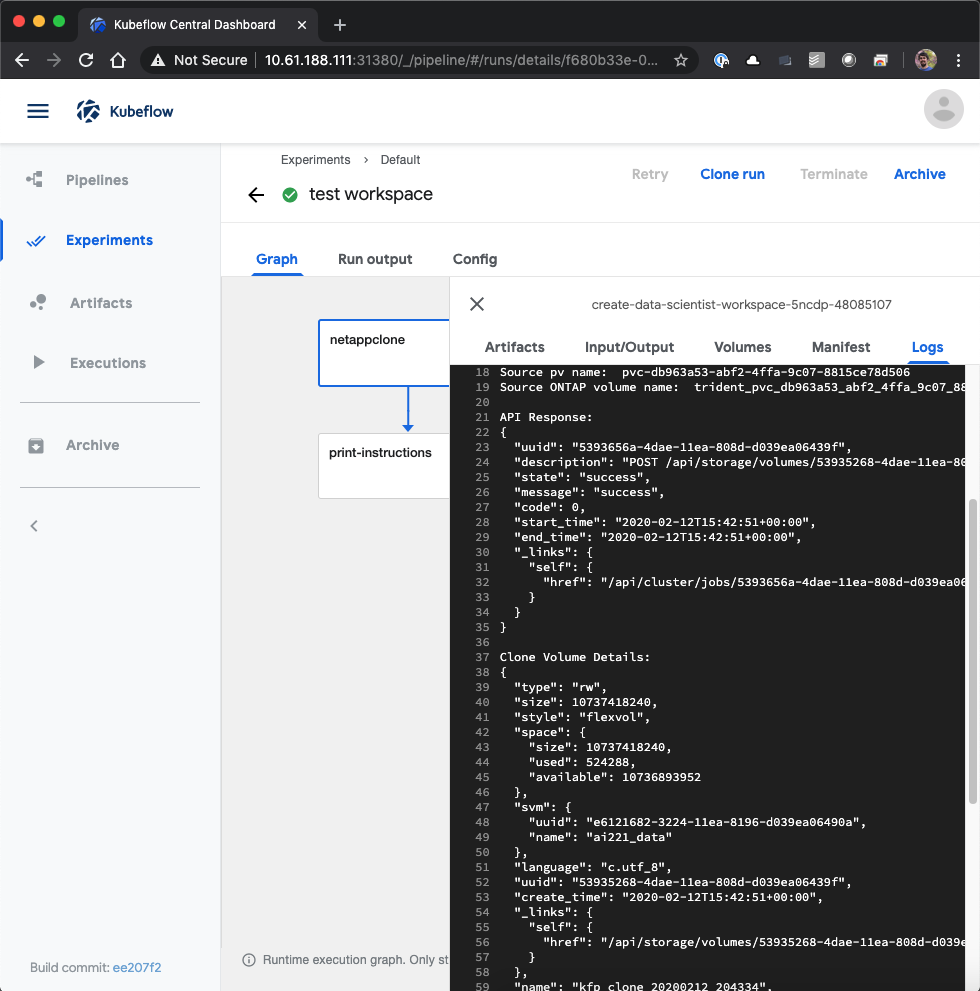 Kubeflow Central Dashboard
Not Secure 10.61.188.111:31380/_/pipeline/#/runs/details/f680b33e-0...
Kubeflow
Pipelines
Experiments
Artifacts
Executions
Archive
Build commit: ee207f2
Experiments > Default
test workspace
Retry Clone run Terminate Archive
Graph Run output Config
netappclone
print-instructions
Runtime execution graph. Only st
create-data-scientist-workspace-5ncdp-48085107
Artifacts Input/Output Volumes Manifest Logs
18 Source pv name:  pvc-db963a53-abf2-4ffa-9c07-8815ce78d506
19 Source ONTAP volume name:  trident_pvc_db963a53_abf2_4ffa_9c07_88
20
21 API Response:
22 {
23   "uuid": "5393656a-4dae-11ea-808d-d039ea06439f",
24   "description": "POST /api/storage/volumes/53935268-4dae-11ea-80
25   "state": "success",
26   "message": "success",
27   "code": 0,
28   "start_time": "2020-02-12T15:42:51+00:00",
29   "end_time": "2020-02-12T15:42:51+00:00",
30   "_links": {
31     "self": {
32       "href": "/api/cluster/jobs/5393656a-4dae-11ea-808d-d039ea06
33     }
34   }
35 }
36
37 Clone Volume Details:
38 {
39   "type": "rw",
40   "size": 10737418240,
41   "style": "flexvol",
42   "space": {
43     "size": 10737418240,
44     "used": 524288,
45     "available": 10736893952
46   },
47   "svm": {
48     "uuid": "e6121682-3224-11ea-8196-d039ea06490a",
49     "name": "ai221_data"
50   },
51   "language": "c.utf_8",
52   "uuid": "53935268-4dae-11ea-808d-d039ea06439f",
53   "create_time": "2020-02-12T15:42:51+00:00",
54   "_links": {
55     "self": {
56       "href": "/api/storage/volumes/53935268-4dae-11ea-808d-d039e
57     }
58   },
59   "name": "kfp_clone_20200212_204334",